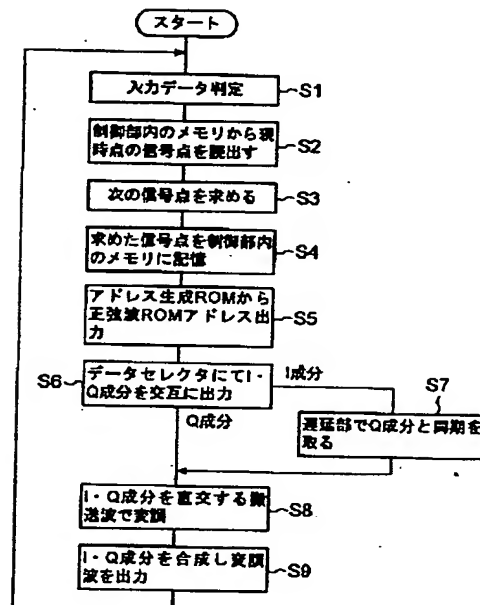 スタート
入力データ判定
S1
制御部内のメモリから現
時点の信号点を読出す
S2
次の信号点を求める
S3
求めた信号点を制御部内
のメモリに記憶
S4
アドレス生成ROMから
正弦波ROMアドレス出
力
S5
S6
データセレクタにてI・
Q成分を交互に出力
I成分
Q成分
S7
遅延部でQ成分と同期を
取る
I・Q成分を直交する搬
送波で変調
S8
I・Q成分を合成し変調
波を出力
S9